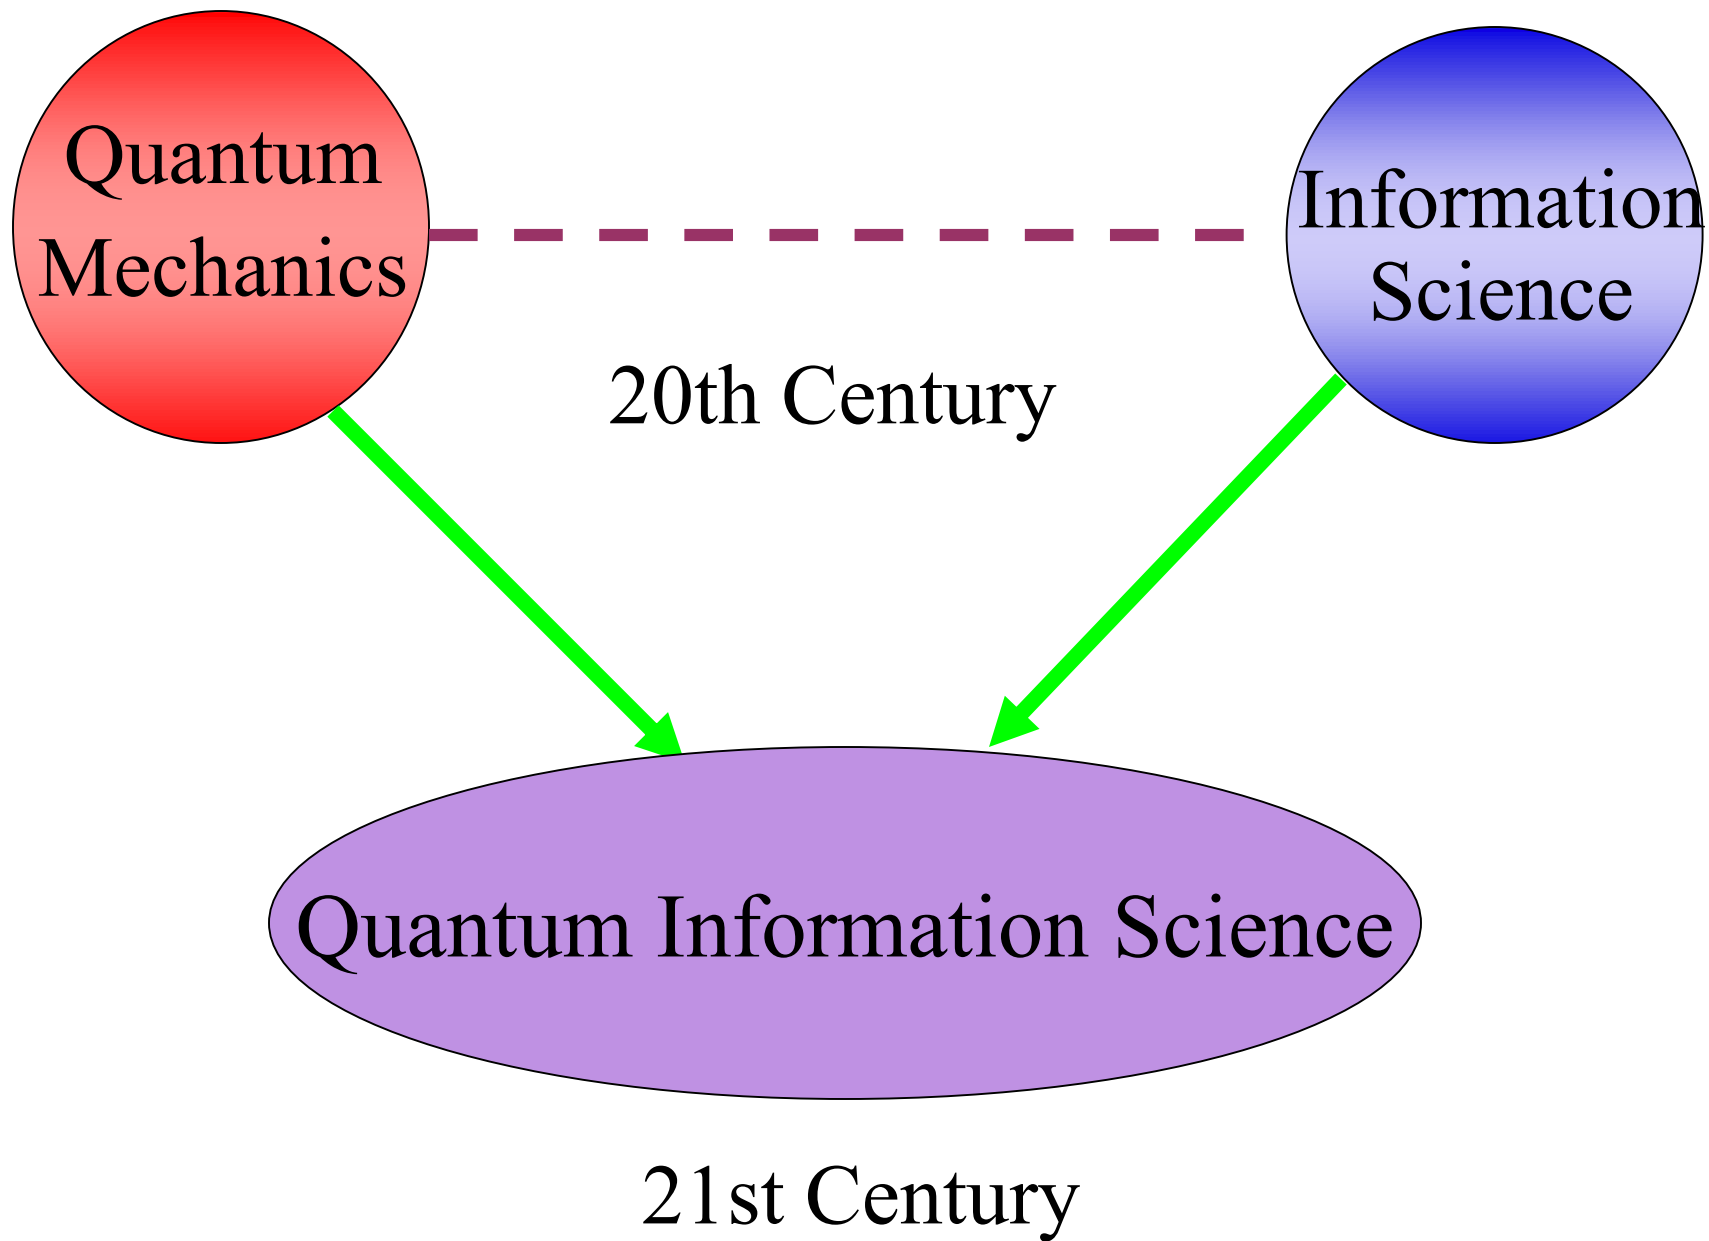 Quantum
Mechanics
Information
Science
20th Century
Quantum Information Science
21st Century